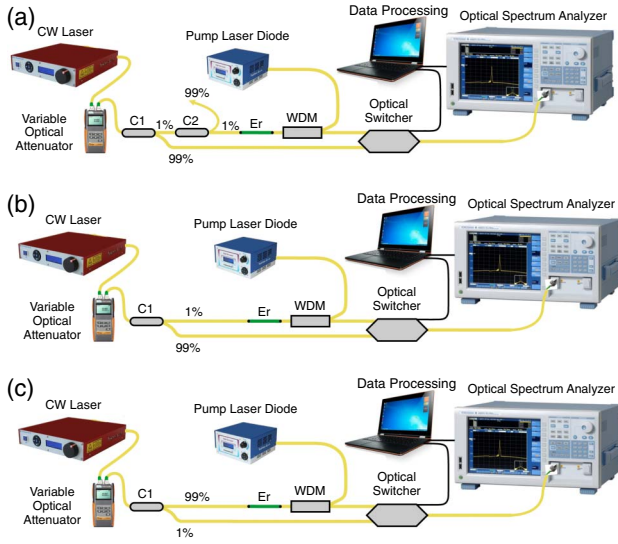 (a)
CW Laser
Pump Laser Diode
Data Processing
Optical Spectrum Analyzer
Variable
Optical
Attenuator
C1
1%
C2
99%
1%
Er
WDM
Optical
Switcher
99%
(b)
CW Laser
Pump Laser Diode
Data Processing
Optical Spectrum Analyzer
Variable
Optical
Attenuator
C1
1%
Er
WDM
Optical
Switcher
99%
(c)
CW Laser
Pump Laser Diode
Data Processing
Optical Spectrum Analyzer
Variable
Optical
Attenuator
C1
99%
Er
WDM
Optical
Switcher
1%